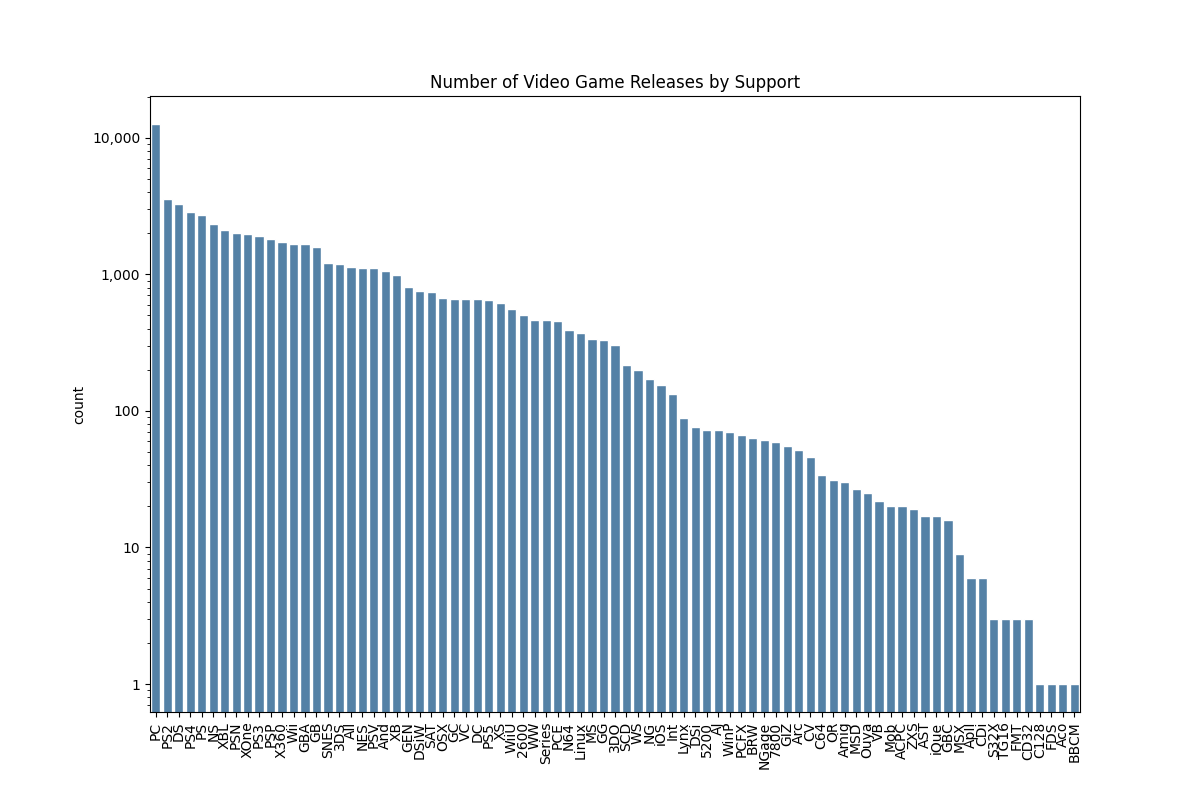 Number of Video Game Releases by Support
10,000
1,000
100
10
1
count
PC
PS2
DS
PS4
PS
NS
XBL
PSN
XOne
PS3
PSP
X360
Wii
GBA
GB
SNES
3DS
All
NES
PSV
And
XB
GEN
DSiW
SAT
OSX
GC
VC
DC
PS5
XS
WiiU
2600
WW
Series
PCE
N64
Linux
MS
GG
3DO
SCD
WS
NG
iOS
Int
Lynx
DSi
5200
AJ
WinP
PCFX
BRW
NGage
7800
GIZ
Arc
CV
C64
OR
Amig
MSD
Ouya
VB
Mob
ACPC
ZXS
AST
iQue
GBC
MSX
ApII
CDi
S32X
TG16
FMT
CD32
C128
FDS
Aco
BBCM